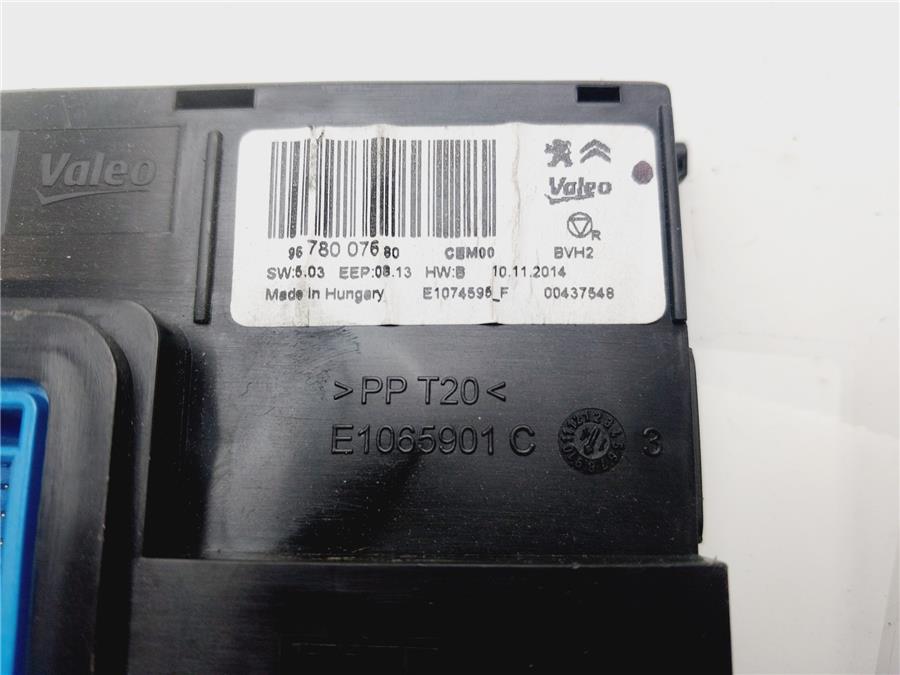 Valeo
Valeo
96 780 076 80 CEM00 BVH2
R
SW:5.03 EEP:08.13 HW:B 10.11.2014
Made in Hungary E1074595_F 00437548
>PP T20<
E1065901 C 3